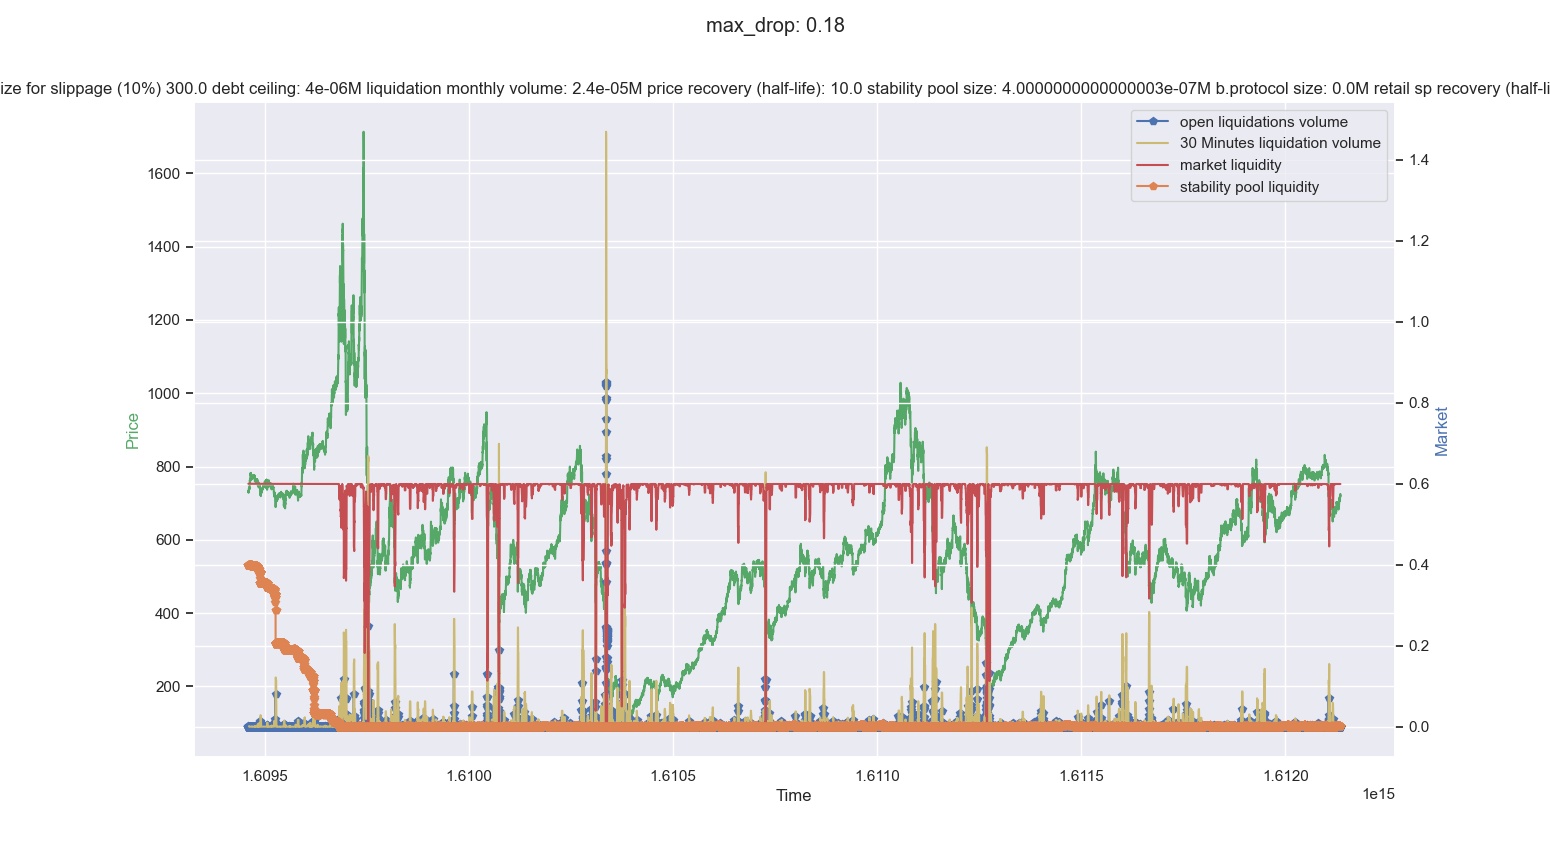 max_drop: 0.18
ize for slippage (10%) 300.0 debt ceiling: 4e-06M liquidation monthly volume: 2.4e-05M price recovery (half-life): 10.0 stability pool size: 4.0000000000000003e-07M b.protocol size: 0.0M retail sp recovery (half-li
open liquidations volume
30 Minutes liquidation volume
market liquidity
stability pool liquidity
1600
1400
1200
1000
800
600
400
200
Price
1.4
1.2
1.0
0.8
0.6
0.4
0.2
0.0
Market
1.6095 1.6100 1.6105 1.6110 1.6115 1.6120
Time
1e15